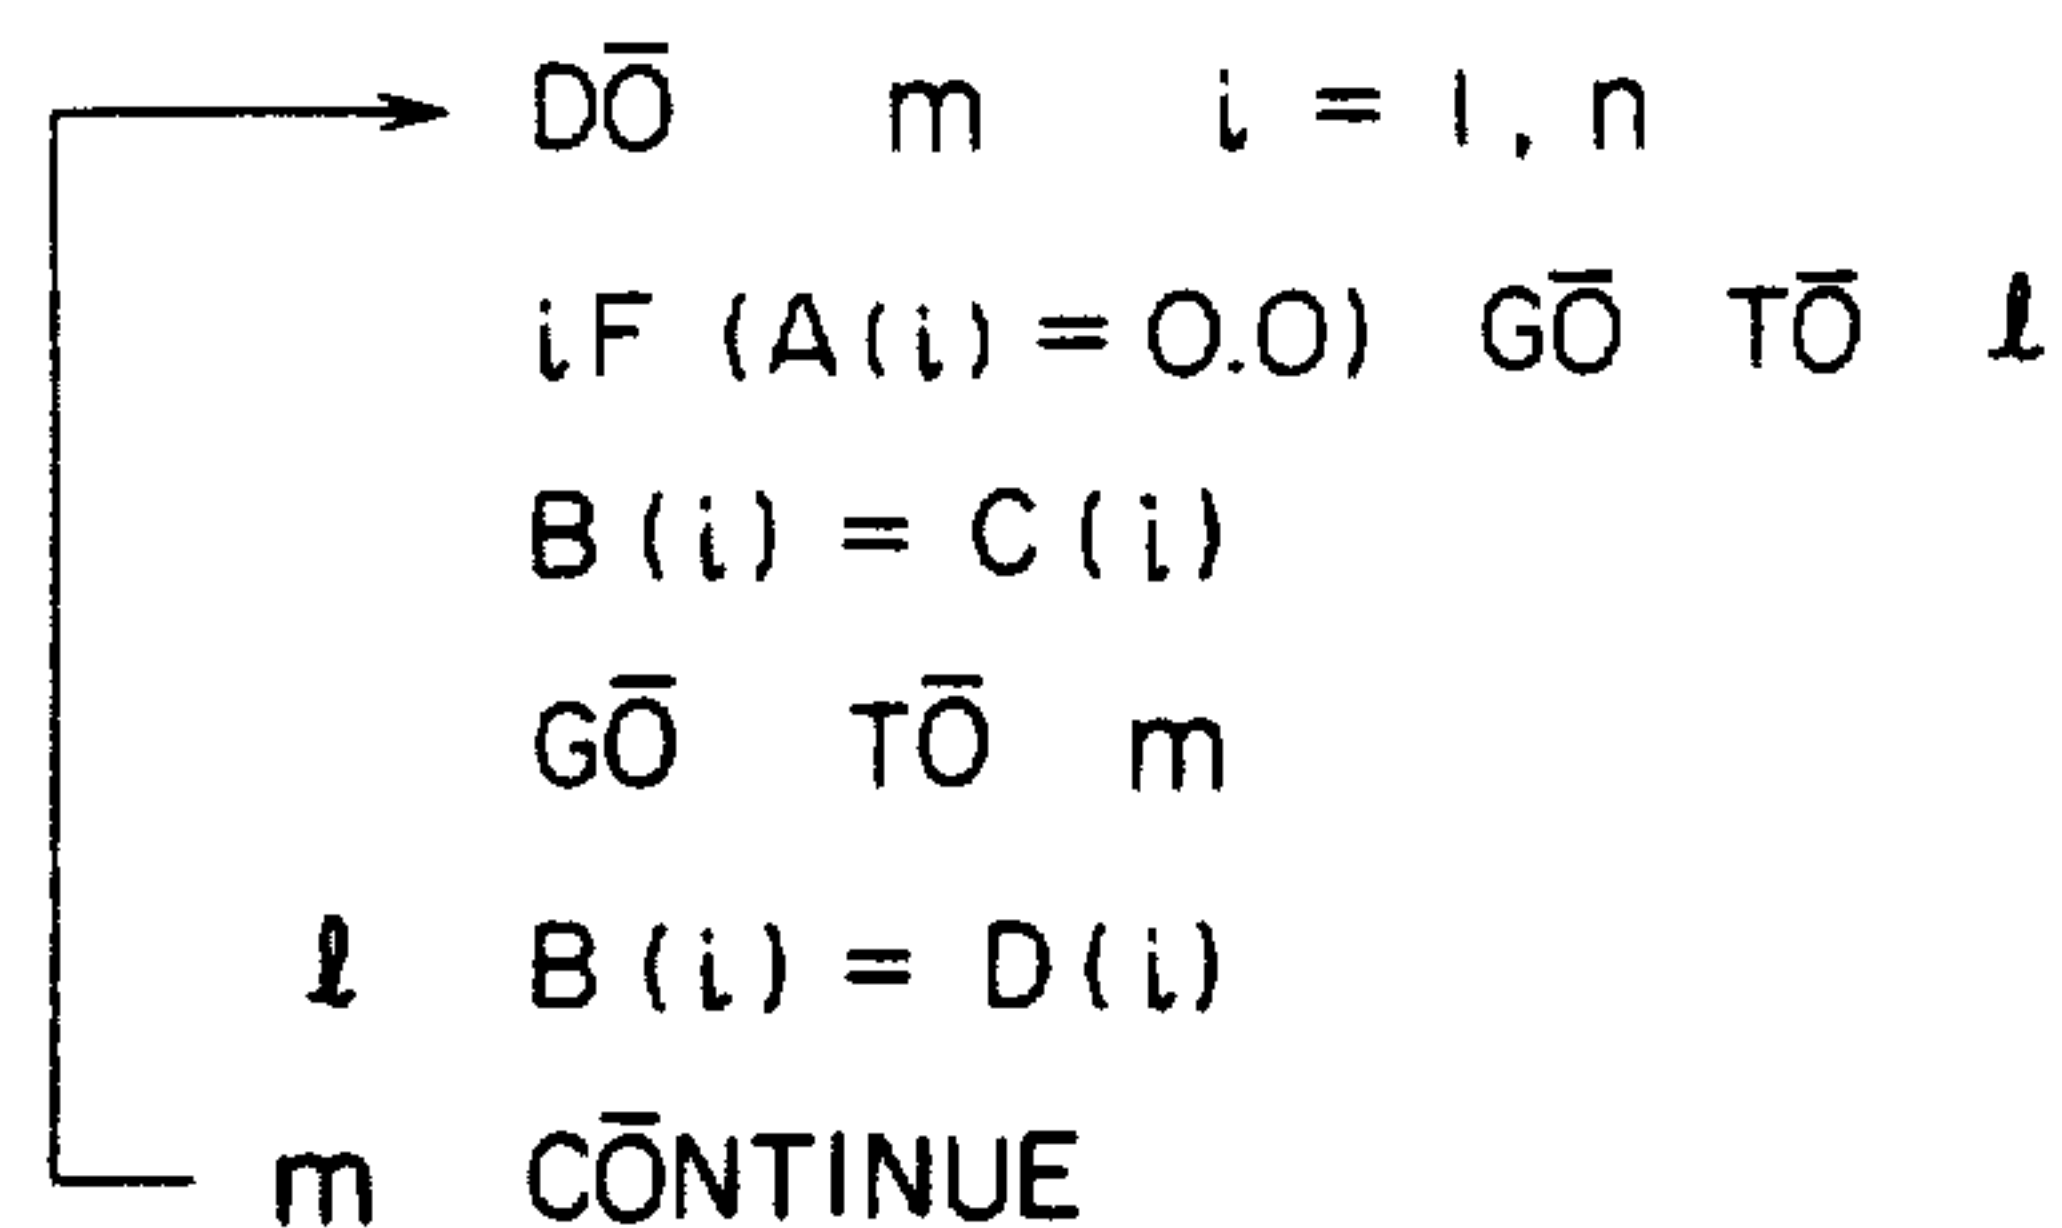 DŌ m i = 1, n
iF (A(i) = 0.0) GŌ TŌ ℓ
B(i) = C(i)
GŌ TŌ m
ℓ B(i) = D(i)
m CŌNTINUE